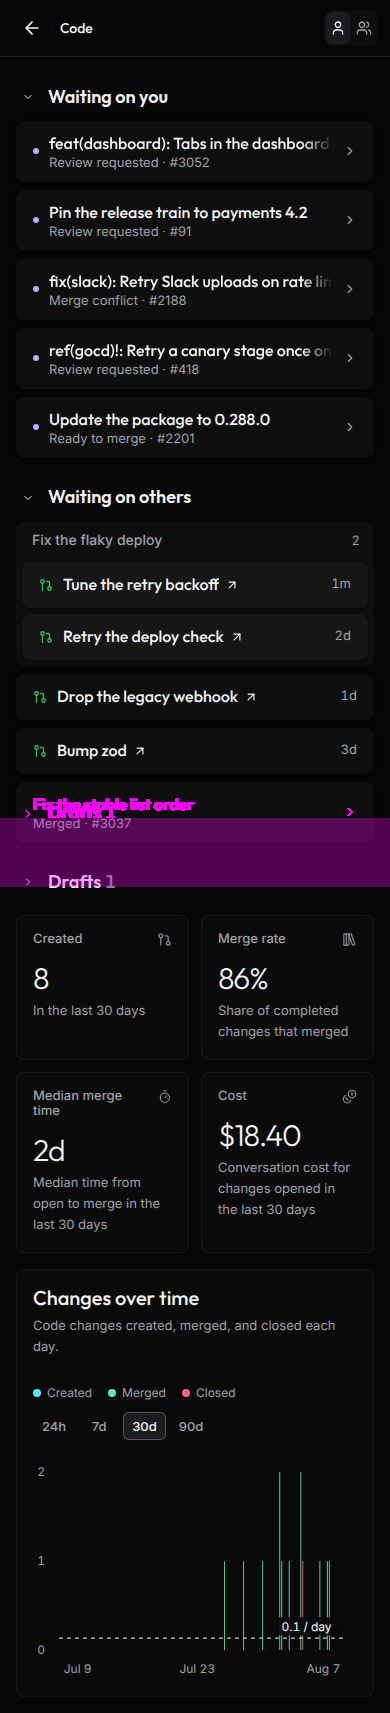 Code
Waiting on you
feat(dashboard): Tabs in the dashboard
Review requested · #3052
Pin the release train to payments 4.2
Review requested · #91
fix(slack): Retry Slack uploads on rate lin
Merge conflict · #2188
ref(gocd)!: Retry a canary stage once on
Review requested · #418
Update the package to 0.288.0
Ready to merge · #2201
Waiting on others
Fix the flaky deploy 2
Tune the retry backoff 1m
Retry the deploy check 2d
Drop the legacy webhook 1d
Bump zod 3d
list order
Merged · #3037
Drafts 1
Created
8
In the last 30 days
Merge rate
86%
Share of completed
changes that merged
Median merge
time
2d
Median time from
open to merge in the
last 30 days
Cost
$18.40
Conversation cost for
changes opened in
the last 30 days
Changes over time
Code changes created, merged, and closed each
day.
Created Merged Closed
24h 7d 30d 90d
2
1
0.1 / day
0
Jul 9 Jul 23 Aug 7